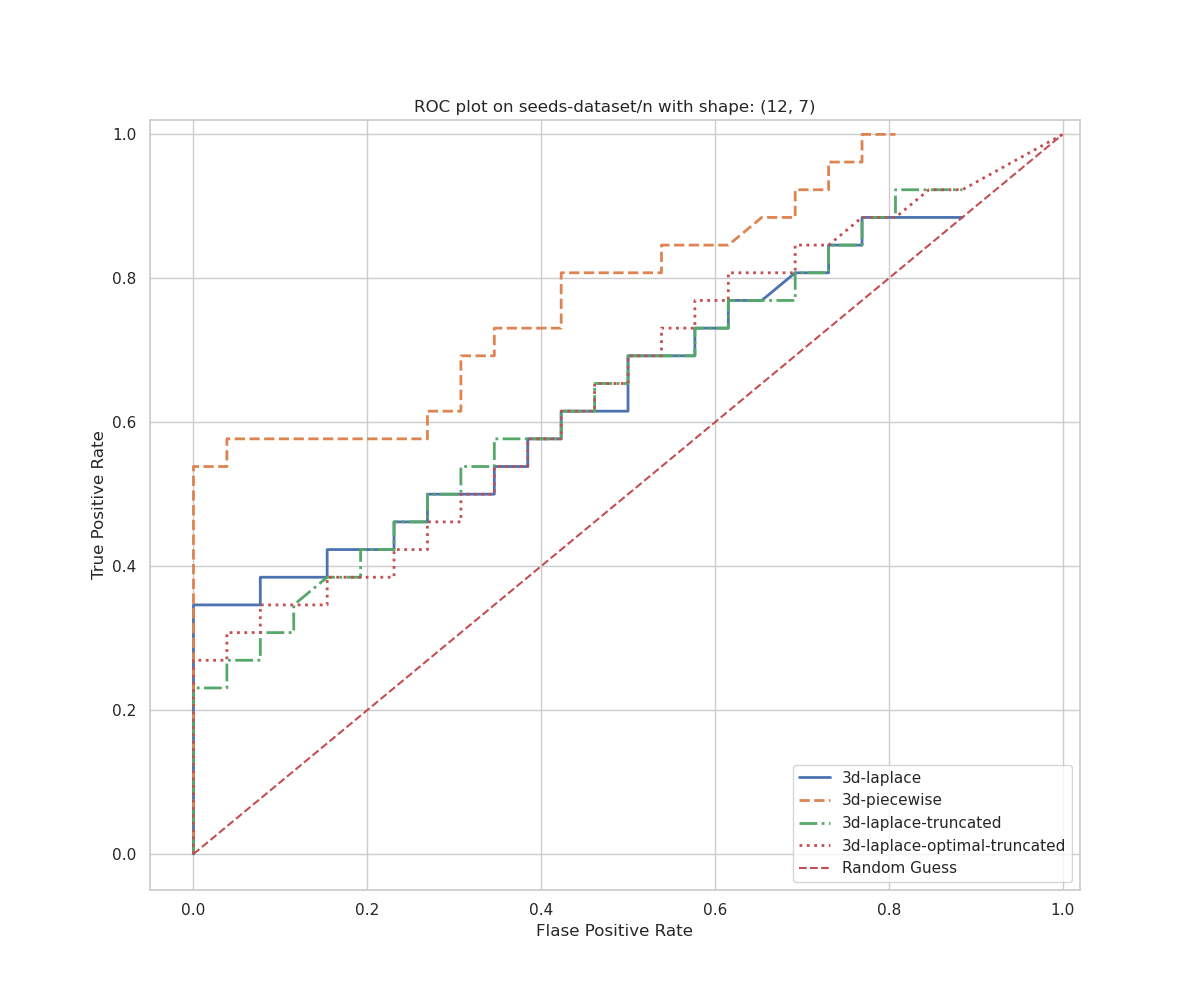 ROC plot on seeds-dataset/n with shape: (12, 7)
1.0
0.8
0.6
0.4
0.2
0.0
True Positive Rate
0.0 0.2 0.4 0.6 0.8 1.0
Flase Positive Rate
3d-laplace
3d-piecewise
3d-laplace-truncated
3d-laplace-optimal-truncated
Random Guess